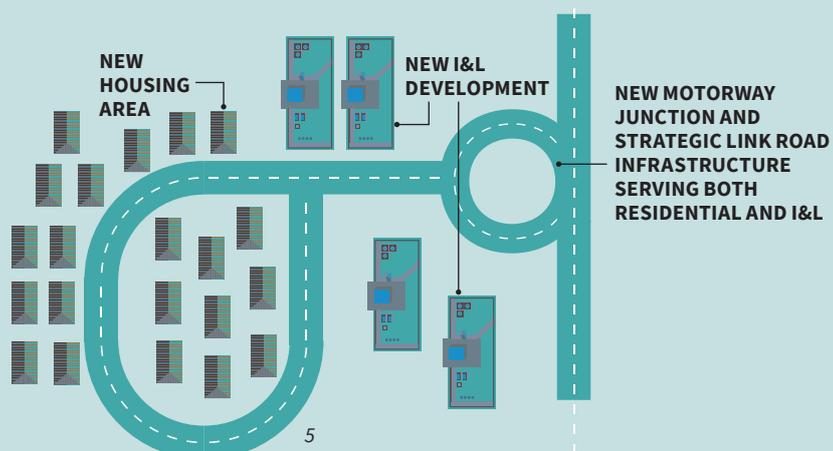 NEW
HOUSING
AREA
NEW I&L
DEVELOPMENT
NEW MOTORWAY
JUNCTION AND
STRATEGIC LINK ROAD
INFRASTRUCTURE
SERVING BOTH
RESIDENTIAL AND I&L
5